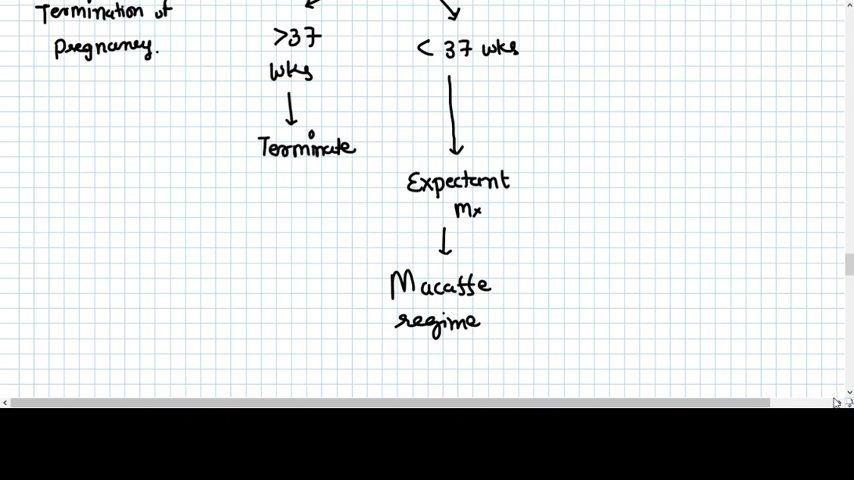 Termination of
pregnancy.
>37
wks
Terminate
< 37 wks
Expectant
mx
Macaffe
regime